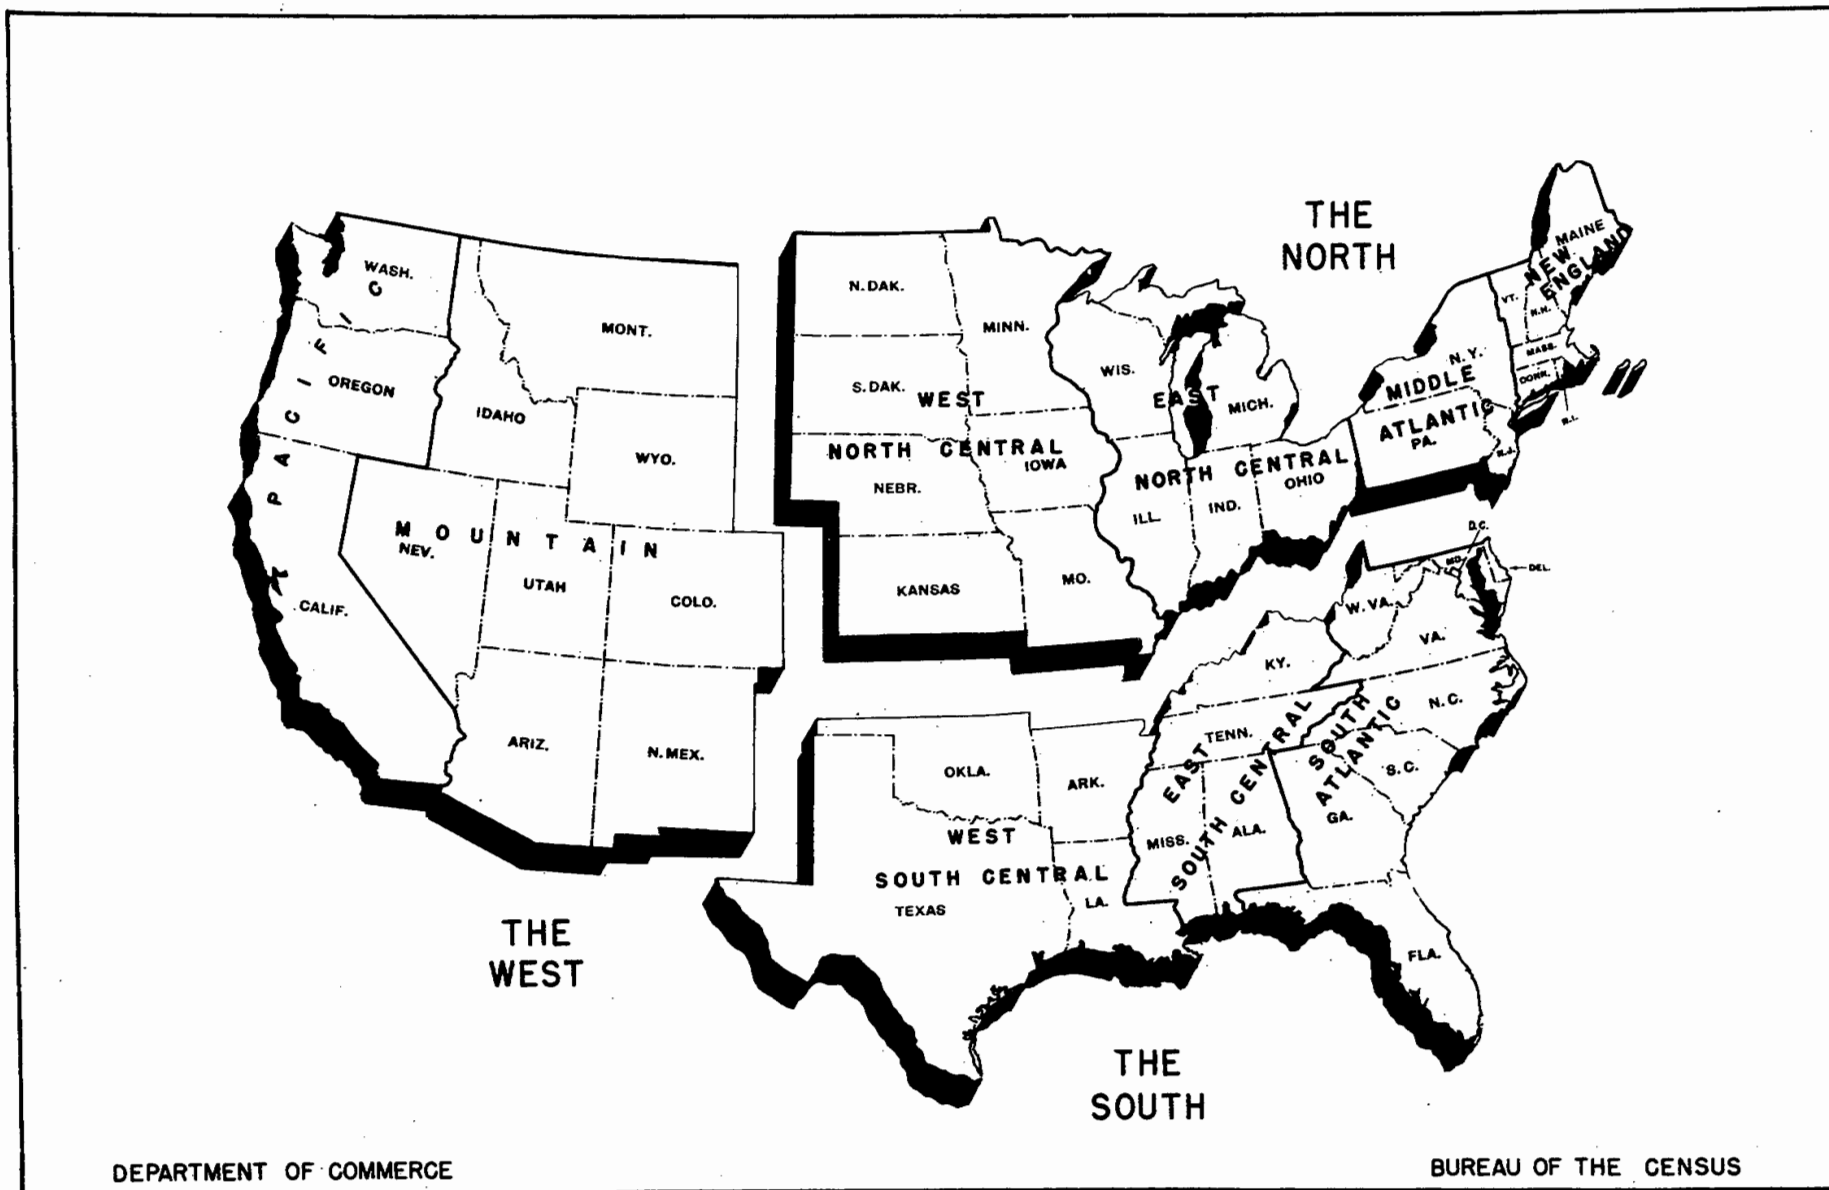 THE
NORTH
MAINE
NEW
ENGLAND
VT.
N.H.
MASS.
CONN.
R.I.
N.Y.
MIDDLE
ATLANTIC
PA.
N.J.
WASH.
OREGON
CALIF.
PACIFIC
MONT.
IDAHO
WYO.
MOUNTAIN
NEV.
UTAH
COLO.
ARIZ.
N.MEX.
N.DAK.
MINN.
S.DAK.
WEST
NORTH CENTRAL
IOWA
NEBR.
KANSAS
MO.
WIS.
EAST
MICH.
NORTH CENTRAL
OHIO
ILL.
IND.
D.C.
MD.
DEL.
W.VA.
VA.
KY.
N.C.
TENN.
SOUTH
ATLANTIC
S.C.
GA.
FLA.
EAST
SOUTH CENTRAL
MISS.
ALA.
OKLA.
ARK.
WEST
SOUTH CENTRAL
LA.
TEXAS
THE
WEST
THE
SOUTH
DEPARTMENT OF COMMERCE
BUREAU OF THE CENSUS